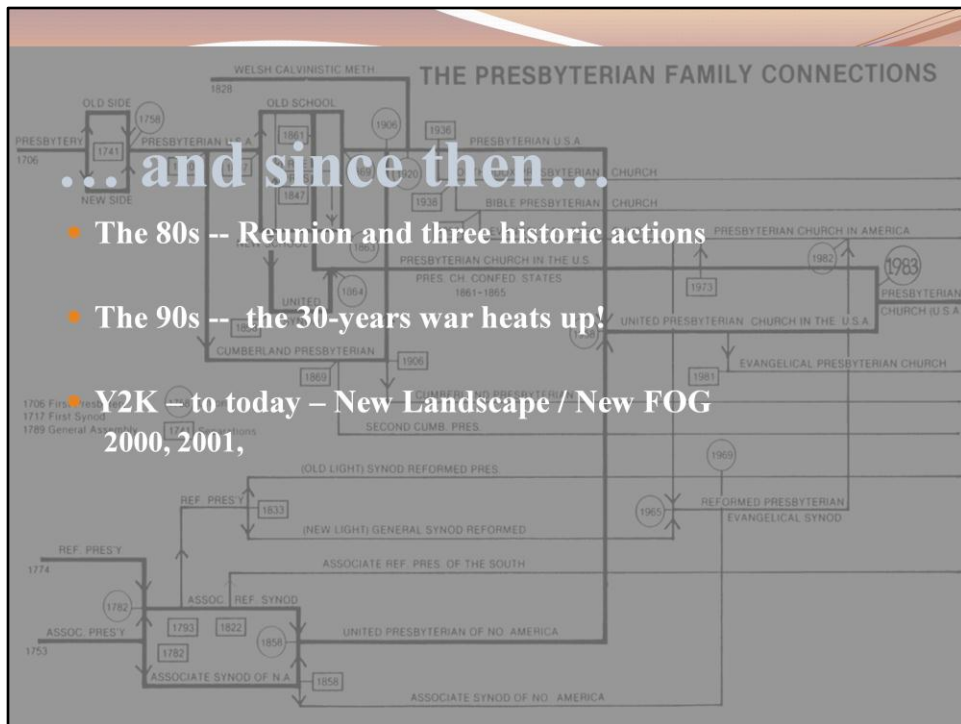 WELSH CALVINISTIC METH
1828
THE PRESBYTERIAN FAMILY CONNECTIONS
OLD SIDE
1758
OLD SCHOOL
1906
1936
PRESBYTERY
1706
1741
PRESBYTERIAN U.S.A.
1861
PRESBYTERIAN U.S.A.
… and since then…
1920
CHURCH
NEW SIDE
1847
1936
BIBLE PRESBYTERIAN CHURCH
• The 80s -- Reunion and three historic actions
PRESBYTERIAN CHURCH IN AMERICA
1863
1982
1983
PRESBYTERIAN CHURCH IN THE U.S.
PRES. CH. CONFED. STATES
1861-1865
1864
1973
PRESBYTERIAN
CHURCH (U.S.A.
UNITED
• The 90s -- the 30-years war heats up!
1958
UNITED PRESBYTERIAN CHURCH IN THE U.S.A.
CUMBERLAND PRESBYTERIAN
1906
1869
1981
EVANGELICAL PRESBYTERIAN CHURCH
• Y2K – to today – New Landscape / New FOG
2000, 2001,
1706 First
1717 First Synod
1789 General Assembly
1741
SECOND CUMB. PRES.
1969
(OLD LIGHT) SYNOD REFORMED PRES.
REF. PRES'Y
1833
1965
REFORMED PRESBYTERIAN
EVANGELICAL SYNOD
(NEW LIGHT) GENERAL SYNOD REFORMED
REF. PRES'Y
1774
ASSOCIATE REF. PRES. OF THE SOUTH
1782
ASSOC. REF. SYNOD
1793
1822
ASSOC. PRES'Y
1753
1782
1858
UNITED PRESBYTERIAN OF NO. AMERICA
ASSOCIATE SYNOD OF N.A.
1858
ASSOCIATE SYNOD OF NO. AMERICA